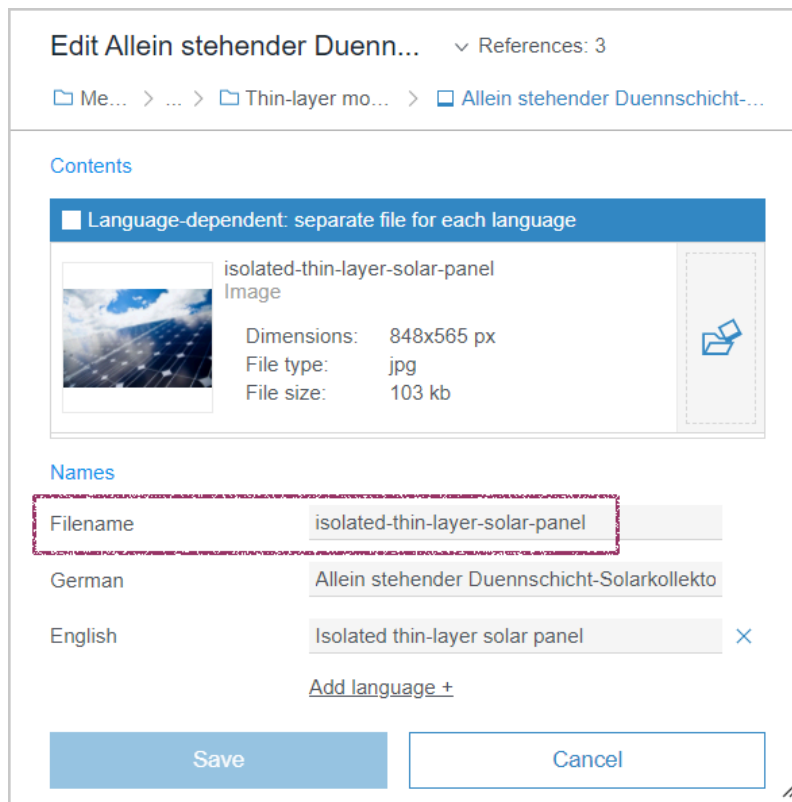 Edit Allein stehender Duenn... References: 3
Me... > ... > Thin-layer mo... > Allein stehender Duennschicht-...
Contents
Language-dependent: separate file for each language
isolated-thin-layer-solar-panel
Image
Dimensions: 848x565 px
File type: jpg
File size: 103 kb
Names
Filename isolated-thin-layer-solar-panel
German Allein stehender Duennschicht-Solarkollekto
English Isolated thin-layer solar panel
Add language +
Save Cancel